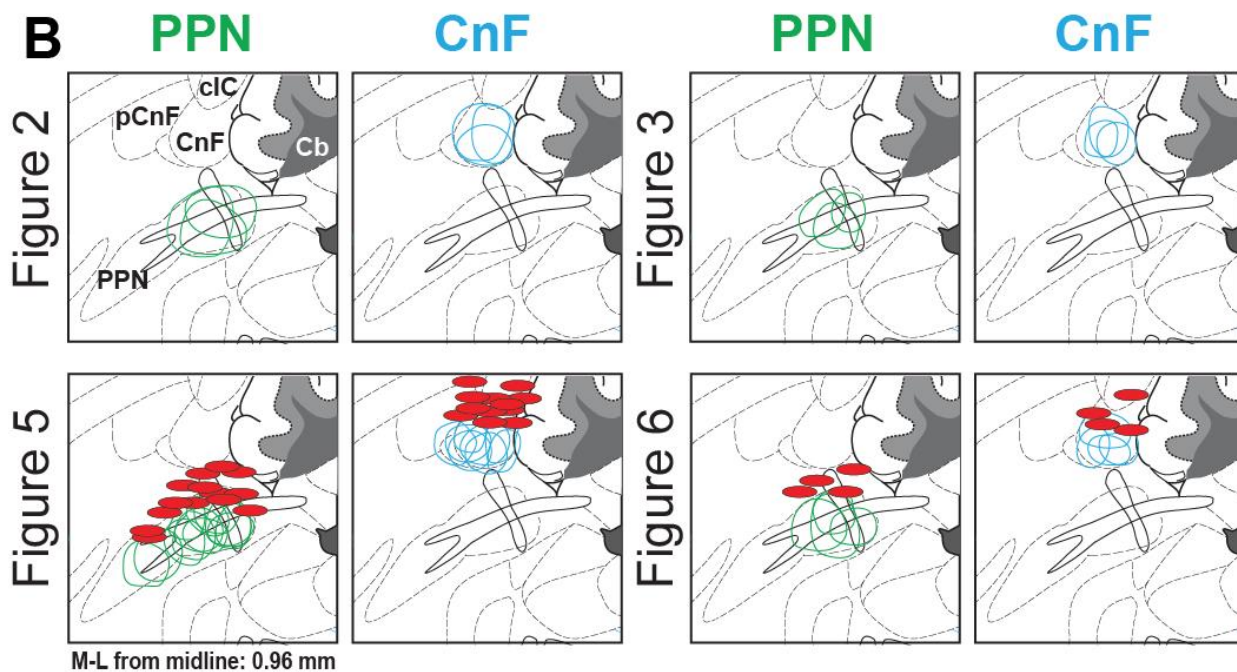 B PPN CnF PPN CnF
Figure 2
cIC
pCnF
CnF
Cb
PPN
Figure 3
Figure 5
Figure 6
M-L from midline: 0.96 mm